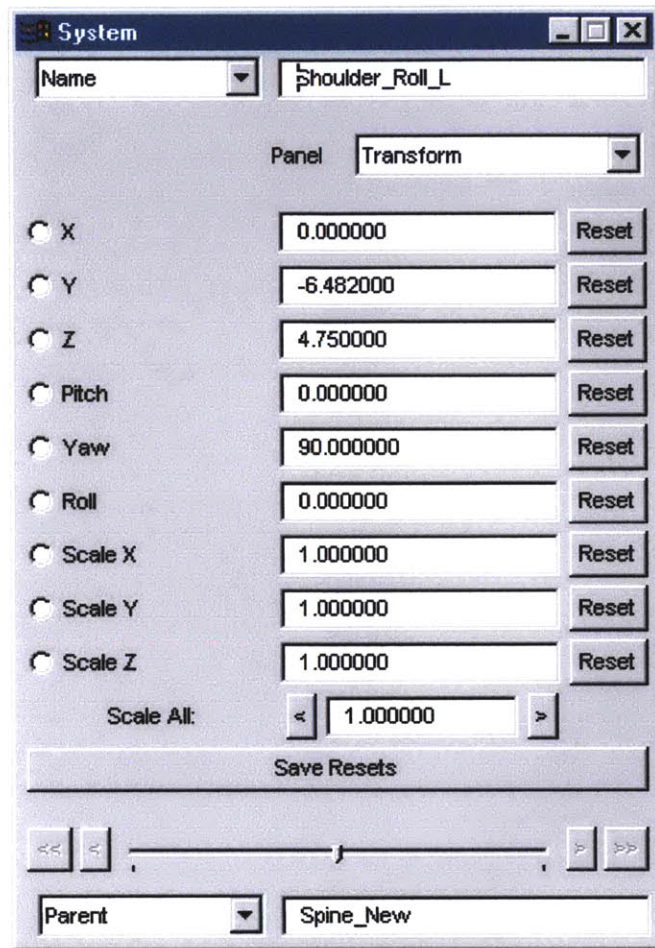 System
Name Shoulder_Roll_L
Panel Transform
X 0.000000 Reset
Y -6.482000 Reset
Z 4.750000 Reset
Pitch 0.000000 Reset
Yaw 90.000000 Reset
Roll 0.000000 Reset
Scale X 1.000000 Reset
Scale Y 1.000000 Reset
Scale Z 1.000000 Reset
Scale All: < 1.000000 >
Save Resets
<< < > >>
Parent Spine_New